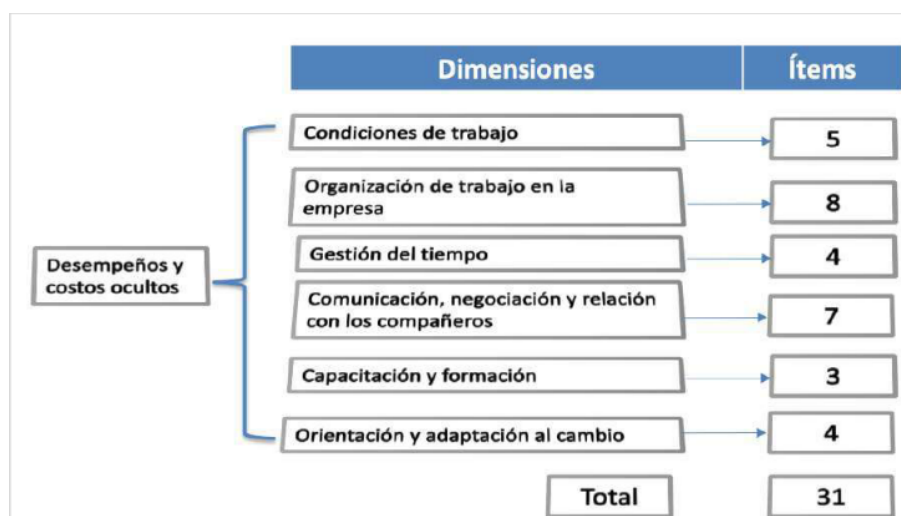 Dimensiones Ítems
Condiciones de trabajo 5
Organización de trabajo en la
empresa 8
Gestión del tiempo 4
Desempeños y
costos ocultos
Comunicación, negociación y relación
con los compañeros 7
Capacitación y formación 3
Orientación y adaptación al cambio 4
Total 31